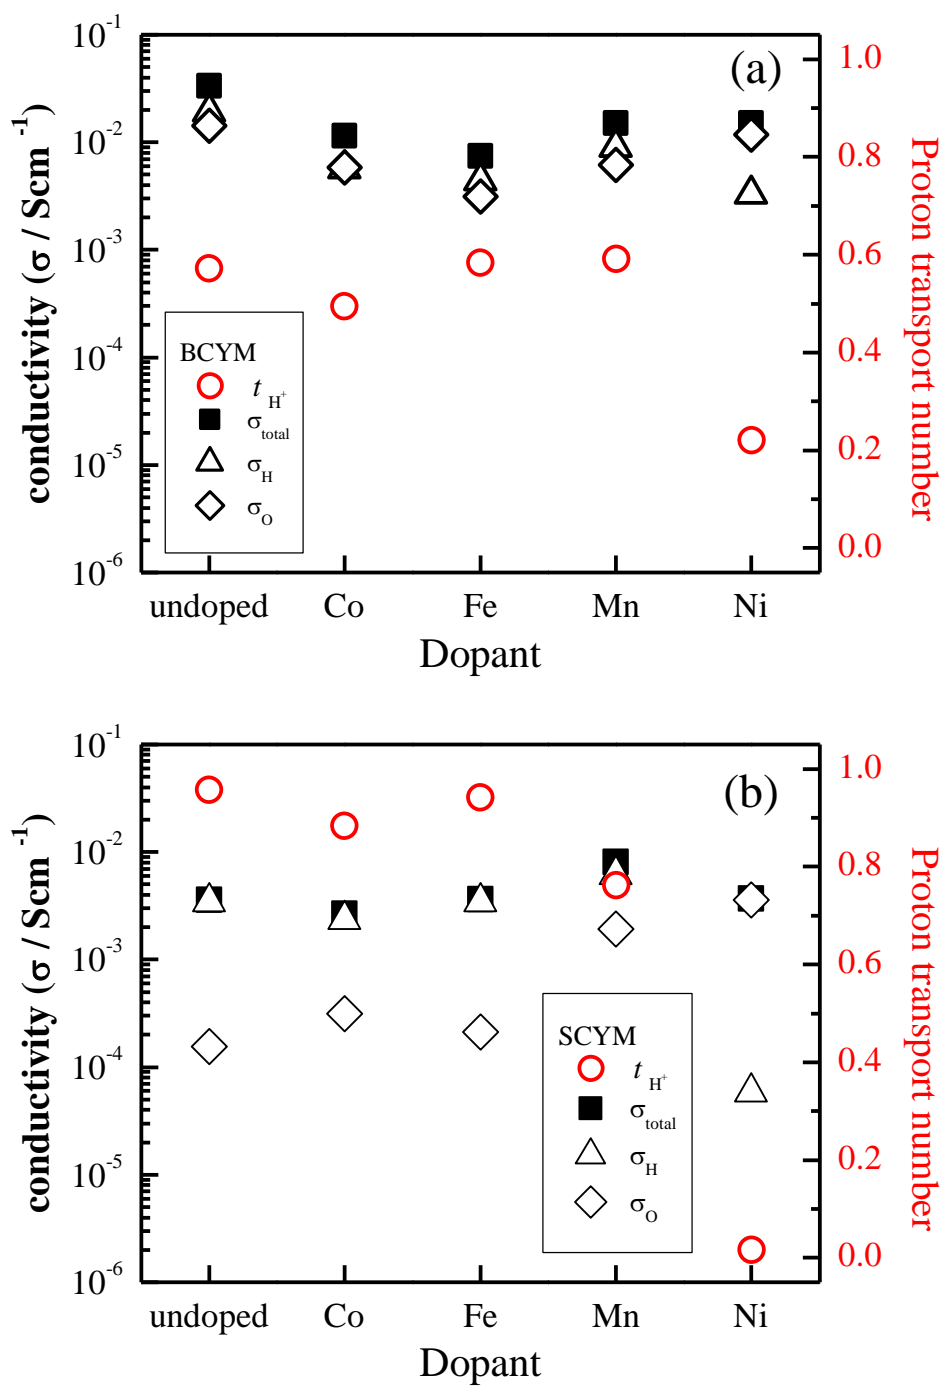 (a)
10⁻¹
10⁻²
10⁻³
10⁻⁴
10⁻⁵
10⁻⁶
conductivity (σ / Scm ⁻¹)
1.0
0.8
0.6
0.4
0.2
0.0
Proton transport number
BCYM
t H⁺
σtotal
σH
σO
undoped Co Fe Mn Ni
Dopant
(b)
10⁻¹
10⁻²
10⁻³
10⁻⁴
10⁻⁵
10⁻⁶
conductivity (σ / Scm ⁻¹)
1.0
0.8
0.6
0.4
0.2
0.0
Proton transport number
SCYM
t H⁺
σtotal
σH
σO
undoped Co Fe Mn Ni
Dopant